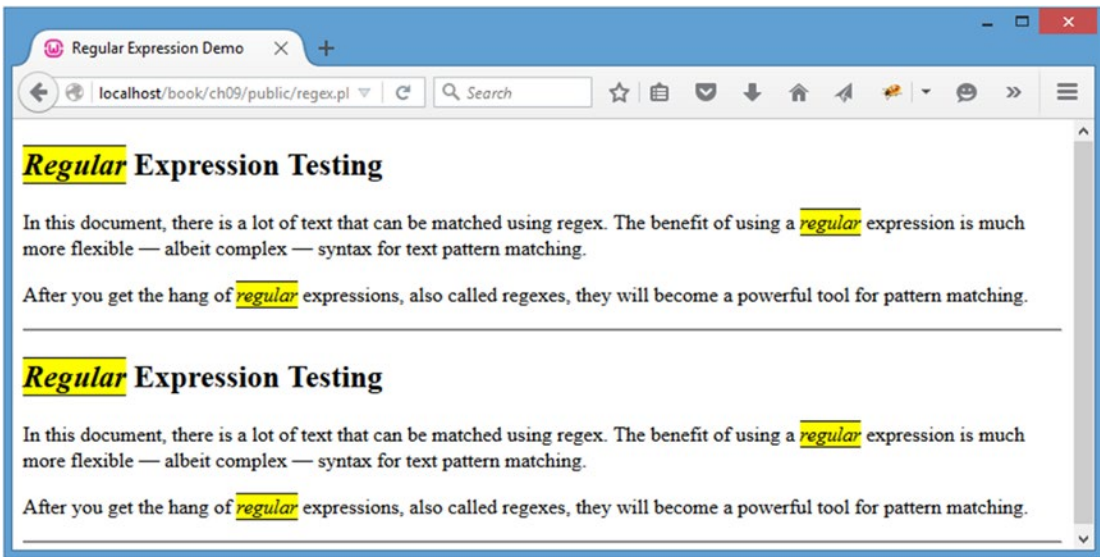 Regular Expression Demo
localhost/book/ch09/public/regex.pl
Search
Regular Expression Testing
In this document, there is a lot of text that can be matched using regex. The benefit of using a regular expression is much
more flexible — albeit complex — syntax for text pattern matching.
After you get the hang of regular expressions, also called regexes, they will become a powerful tool for pattern matching.
Regular Expression Testing
In this document, there is a lot of text that can be matched using regex. The benefit of using a regular expression is much
more flexible — albeit complex — syntax for text pattern matching.
After you get the hang of regular expressions, also called regexes, they will become a powerful tool for pattern matching.